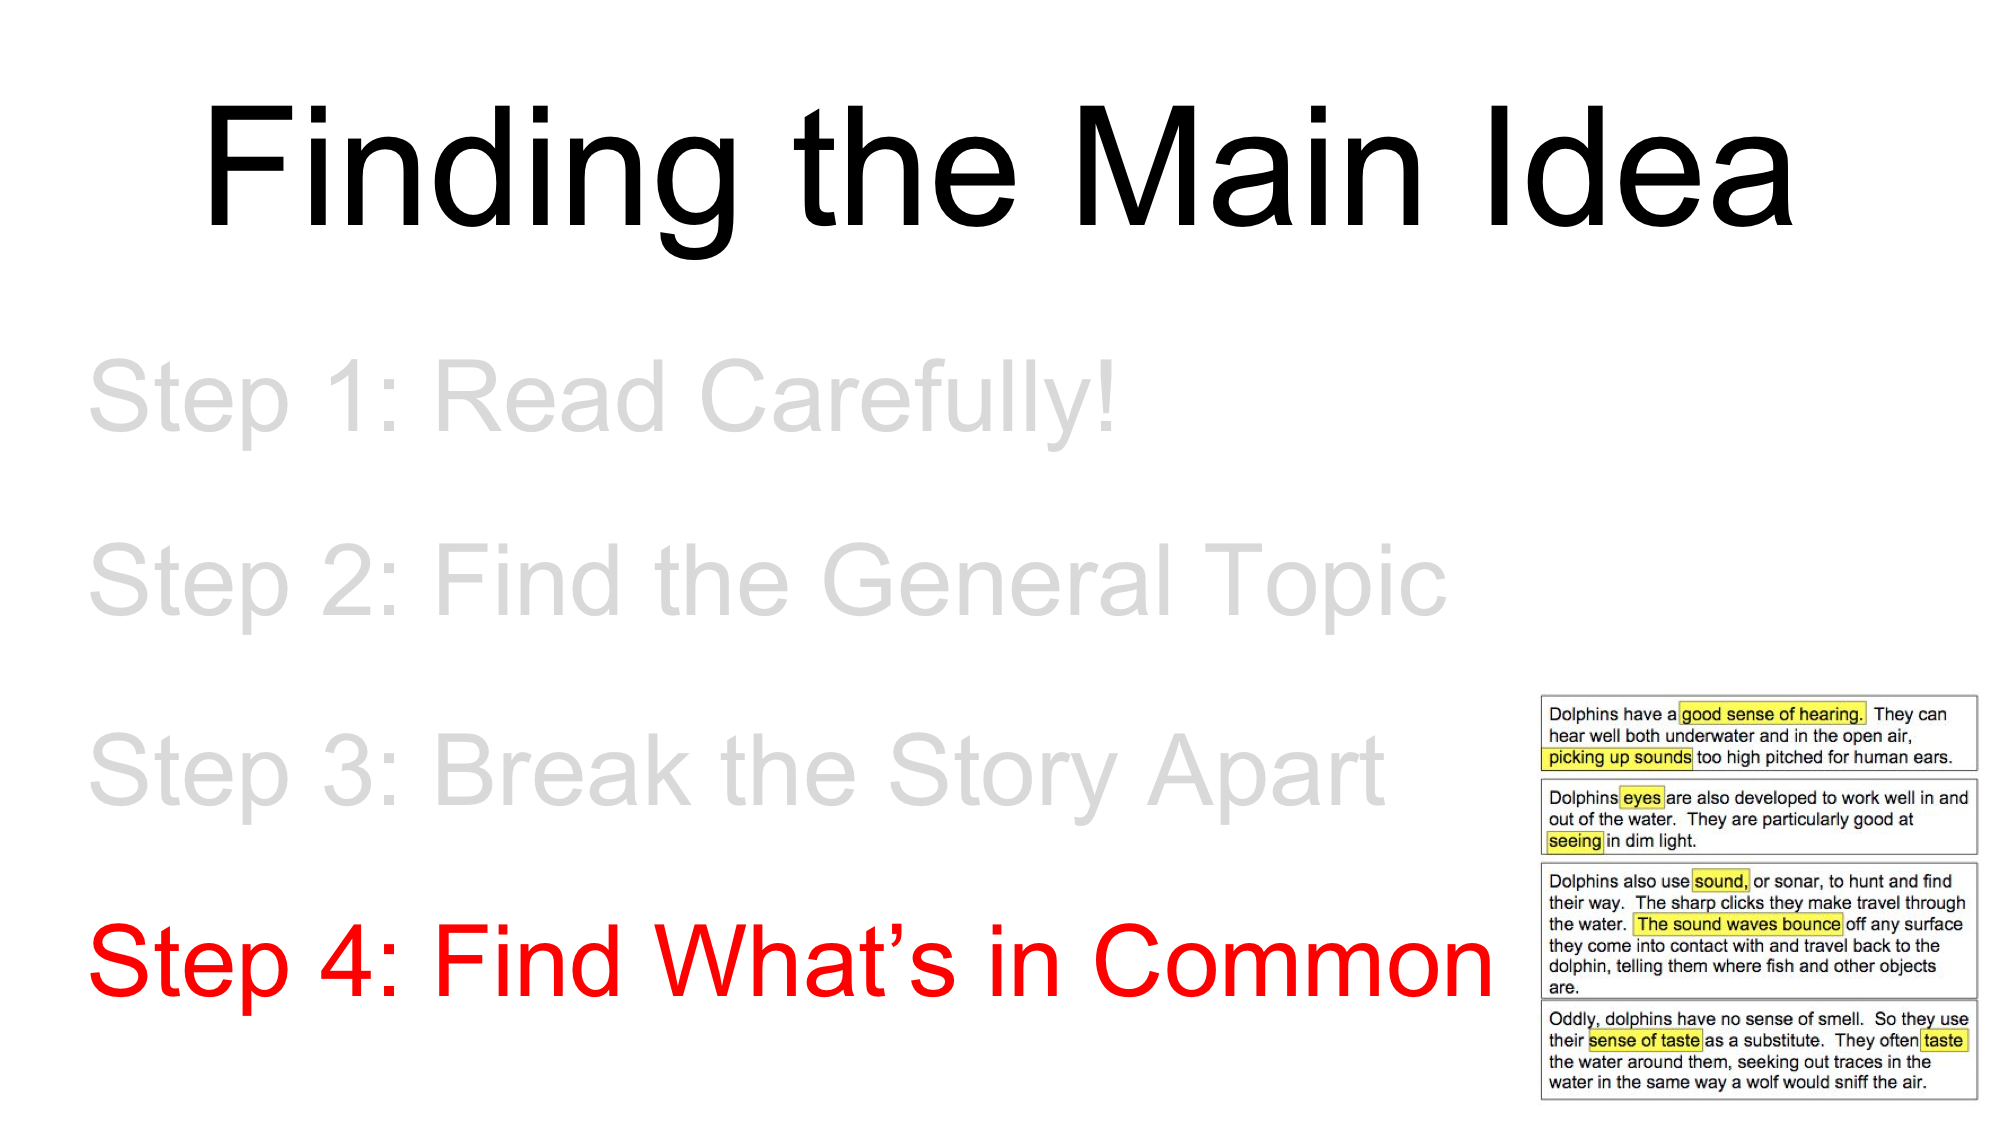 Finding the Main Idea
Step 1: Read Carefully!
Step 2: Find the General Topic
Step 3: Break the Story Apart
Step 4: Find What’s in Common
Dolphins have a good sense of hearing. They can
hear well both underwater and in the open air,
picking up sounds too high pitched for human ears.
Dolphins eyes are also developed to work well in and
out of the water. They are particularly good at
seeing in dim light.
Dolphins also use sound, or sonar, to hunt and find
their way. The sharp clicks they make travel through
the water. The sound waves bounce off any surface
they come into contact with and travel back to the
dolphin, telling them where fish and other objects
are.
Oddly, dolphins have no sense of smell. So they use
their sense of taste as a substitute. They often taste
the water around them, seeking out traces in the
water in the same way a wolf would sniff the air.